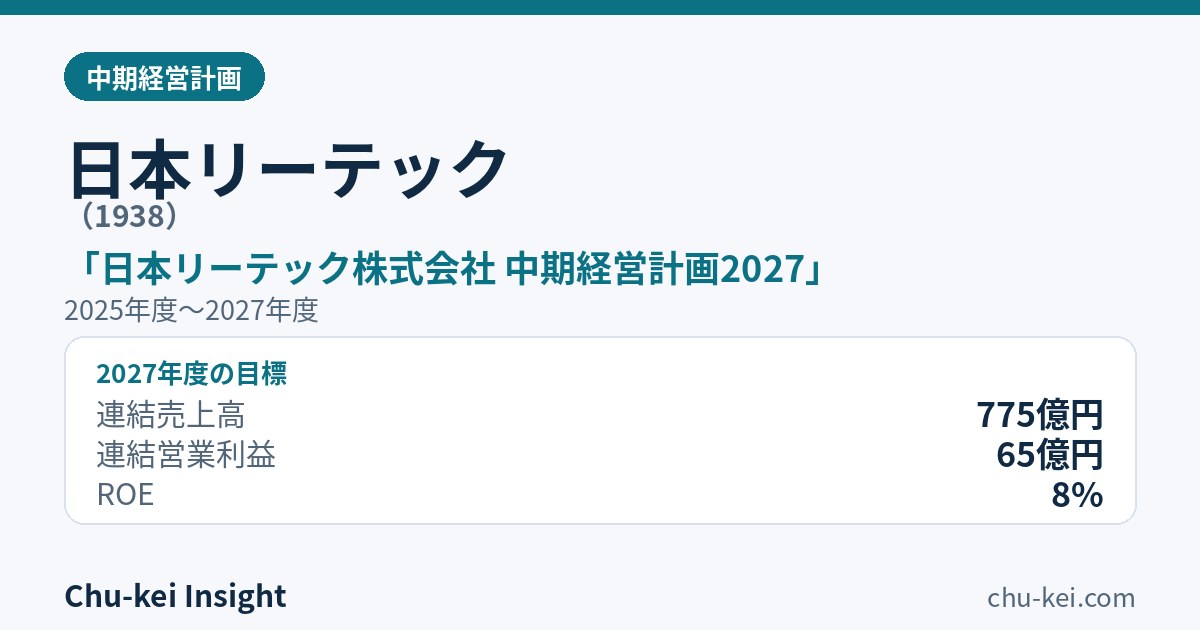 中期経営計画
日本リーテック
（1938）
「日本リーテック株式会社 中期経営計画2027」
2025年度〜2027年度
2027年度の目標
連結売上高 775億円
連結営業利益 65億円
ROE 8%
Chu-kei Insight chu-kei.com